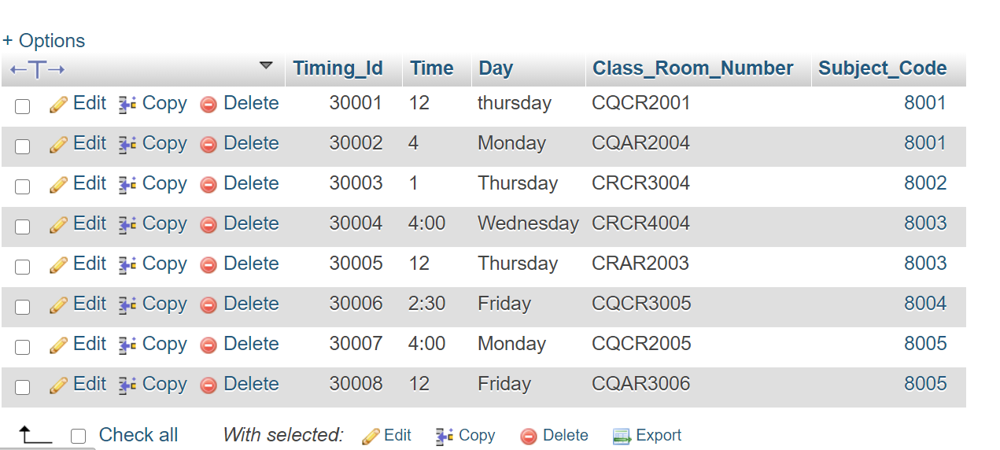 + Options
←T→ Timing_Id Time Day Class_Room_Number Subject_Code
Edit Copy Delete 30001 12 thursday CQCR2001 8001
Edit Copy Delete 30002 4 Monday CQAR2004 8001
Edit Copy Delete 30003 1 Thursday CRCR3004 8002
Edit Copy Delete 30004 4:00 Wednesday CRCR4004 8003
Edit Copy Delete 30005 12 Thursday CRAR2003 8003
Edit Copy Delete 30006 2:30 Friday CQCR3005 8004
Edit Copy Delete 30007 4:00 Monday CQCR2005 8005
Edit Copy Delete 30008 12 Friday CQAR3006 8005
Check all With selected: Edit Copy Delete Export